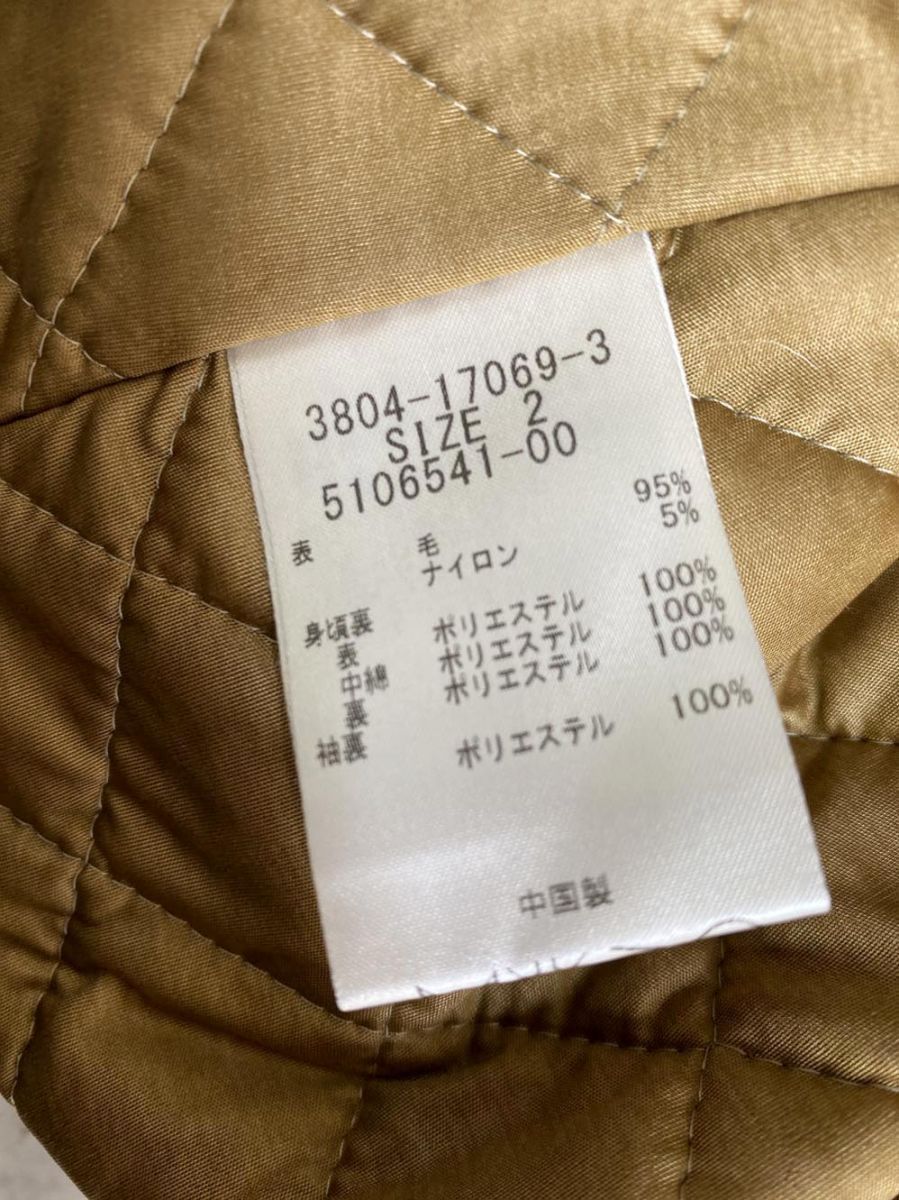 3804-17069-3
SIZE 2
5106541-00
表 毛 95%
ナイロン 5%
身頃裏
表 ポリエステル 100%
中綿 ポリエステル 100%
裏 ポリエステル 100%
袖裏 ポリエステル 100%
中国製